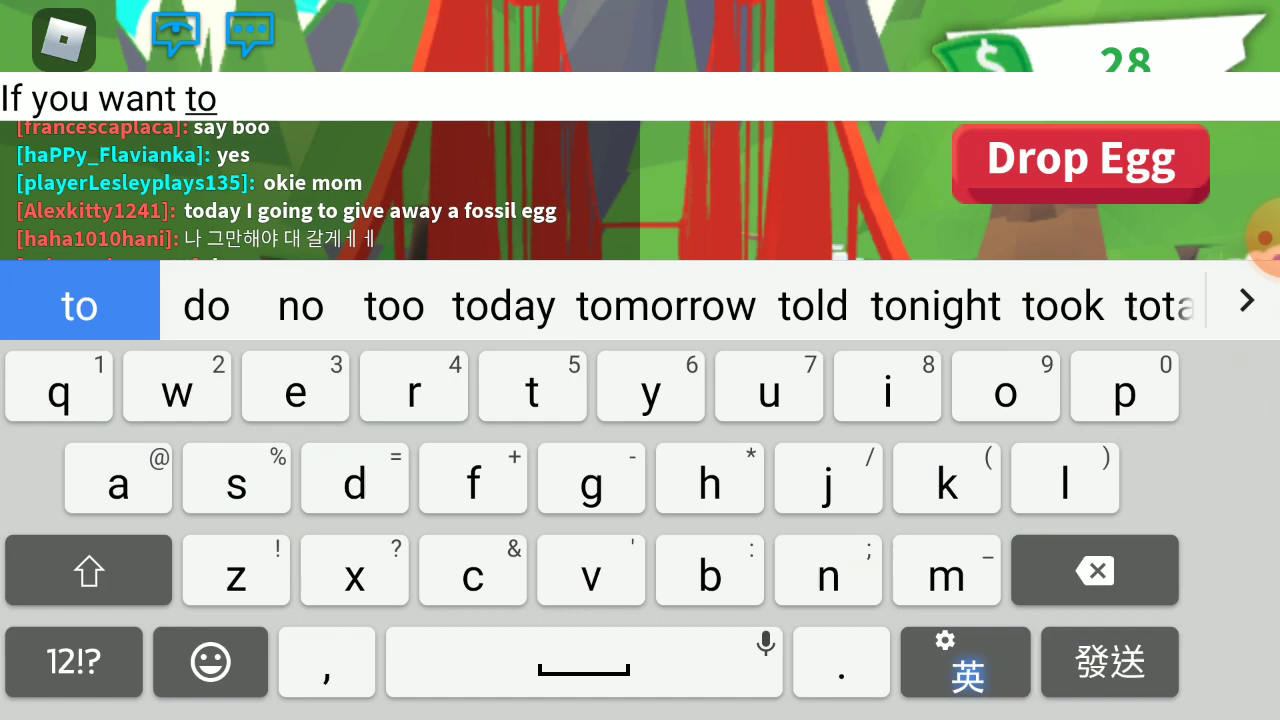 28
If you want to
[francescaplaca]: say boo
[haPPy_Flavianka]: yes
[playerLesleyplays135]: okie mom
[Alexkitty1241]: today I going to give away a fossil egg
[haha1010hani]: 나 그만해야 대 갈게ㅔㅔ
Drop Egg
to do no too today tomorrow told tonight took
q 1 w 2 e 3 r 4 t 5 y 6 u 7 i 8 o 9 p 0
a @ s % d = f + g - h * j / k ( l )
z ! x ? c & v ' b : n ; m _
12!? , . 英 發送